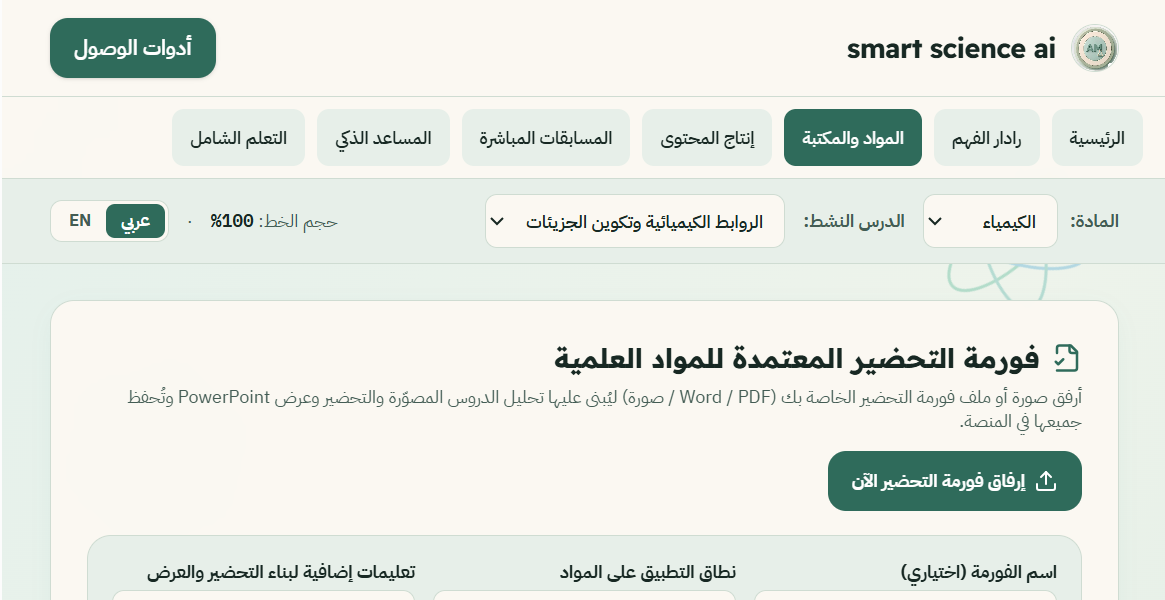 smart science ai
أدوات الوصول
الرئيسية
رادار الفهم
المواد والمكتبة
إنتاج المحتوى
المسابقات المباشرة
المساعد الذكي
التعلم الشامل
المادة:
الكيمياء
الدرس النشط:
الروابط الكيميائية وتكوين الجزيئات
حجم الخط: 100%
·
عربي
EN
فورمة التحضير المعتمدة للمواد العلمية
أرفق صورة أو ملف فورمة التحضير الخاصة بك (Word / PDF / صورة) ليُبنى عليها تحليل الدروس المصوّرة والتحضير وعرض PowerPoint وتُحفظ
جميعها في المنصة.
إرفاق فورمة التحضير الآن
اسم الفورمة (اختياري)
نطاق التطبيق على المواد
تعليمات إضافية لبناء التحضير والعرض
AM